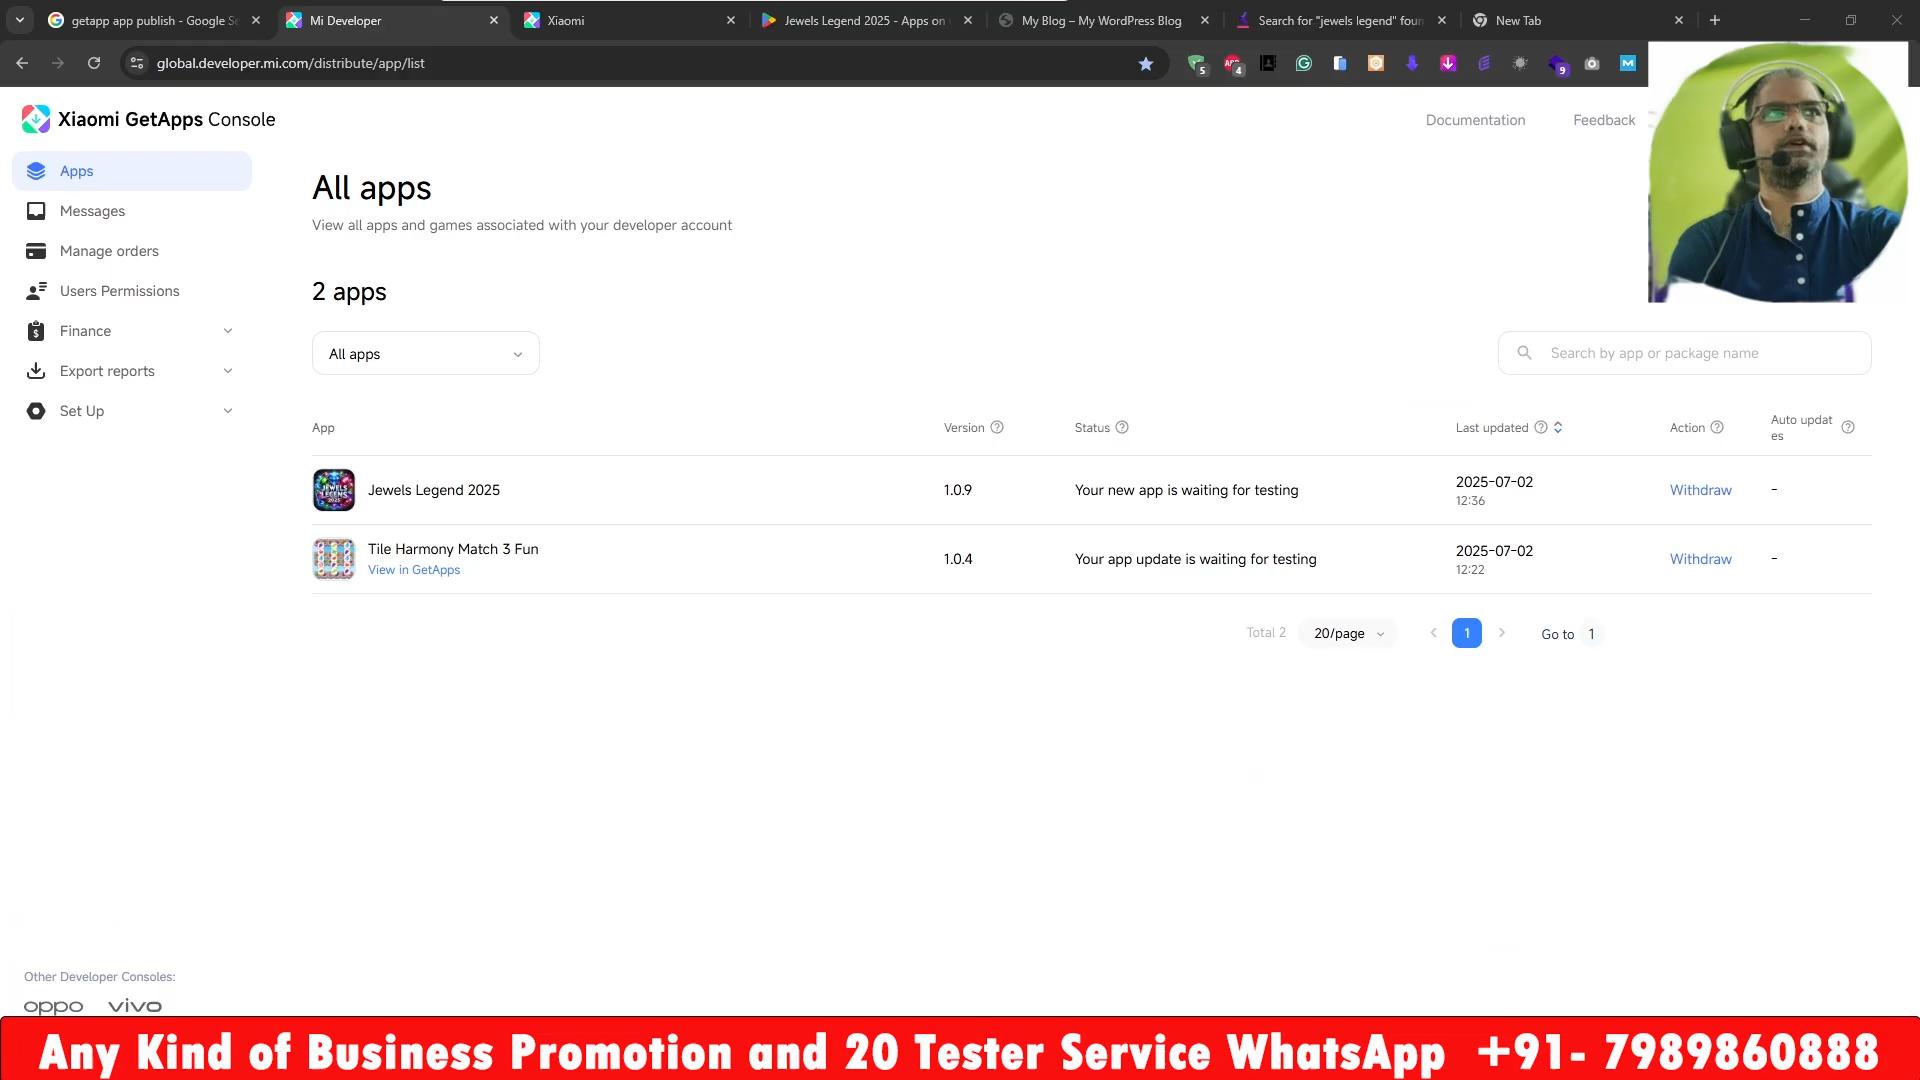 getapp app publish - Google Se
Mi Developer
Xiaomi
Jewels Legend 2025 - Apps on
My Blog – My WordPress Blog
Search for "jewels legend" foun
New Tab
global.developer.mi.com/distribute/app/list
5
4
9
Xiaomi GetApps Console
Documentation
Feedback
Apps
Messages
Manage orders
Users Permissions
Finance
Export reports
Set Up
All apps
View all apps and games associated with your developer account
2 apps
All apps
Search by app or package name
App
Version
Status
Last updated
Action
Auto updat
es
Jewels Legend 2025
1.0.9
Your new app is waiting for testing
2025-07-02
12:36
Withdraw
-
Tile Harmony Match 3 Fun
View in GetApps
1.0.4
Your app update is waiting for testing
2025-07-02
12:22
Withdraw
-
Total 2
20/page
1
Go to
1
Other Developer Consoles:
oppo vivo
Any Kind of Business Promotion and 20 Tester Service WhatsApp +91- 7989860888